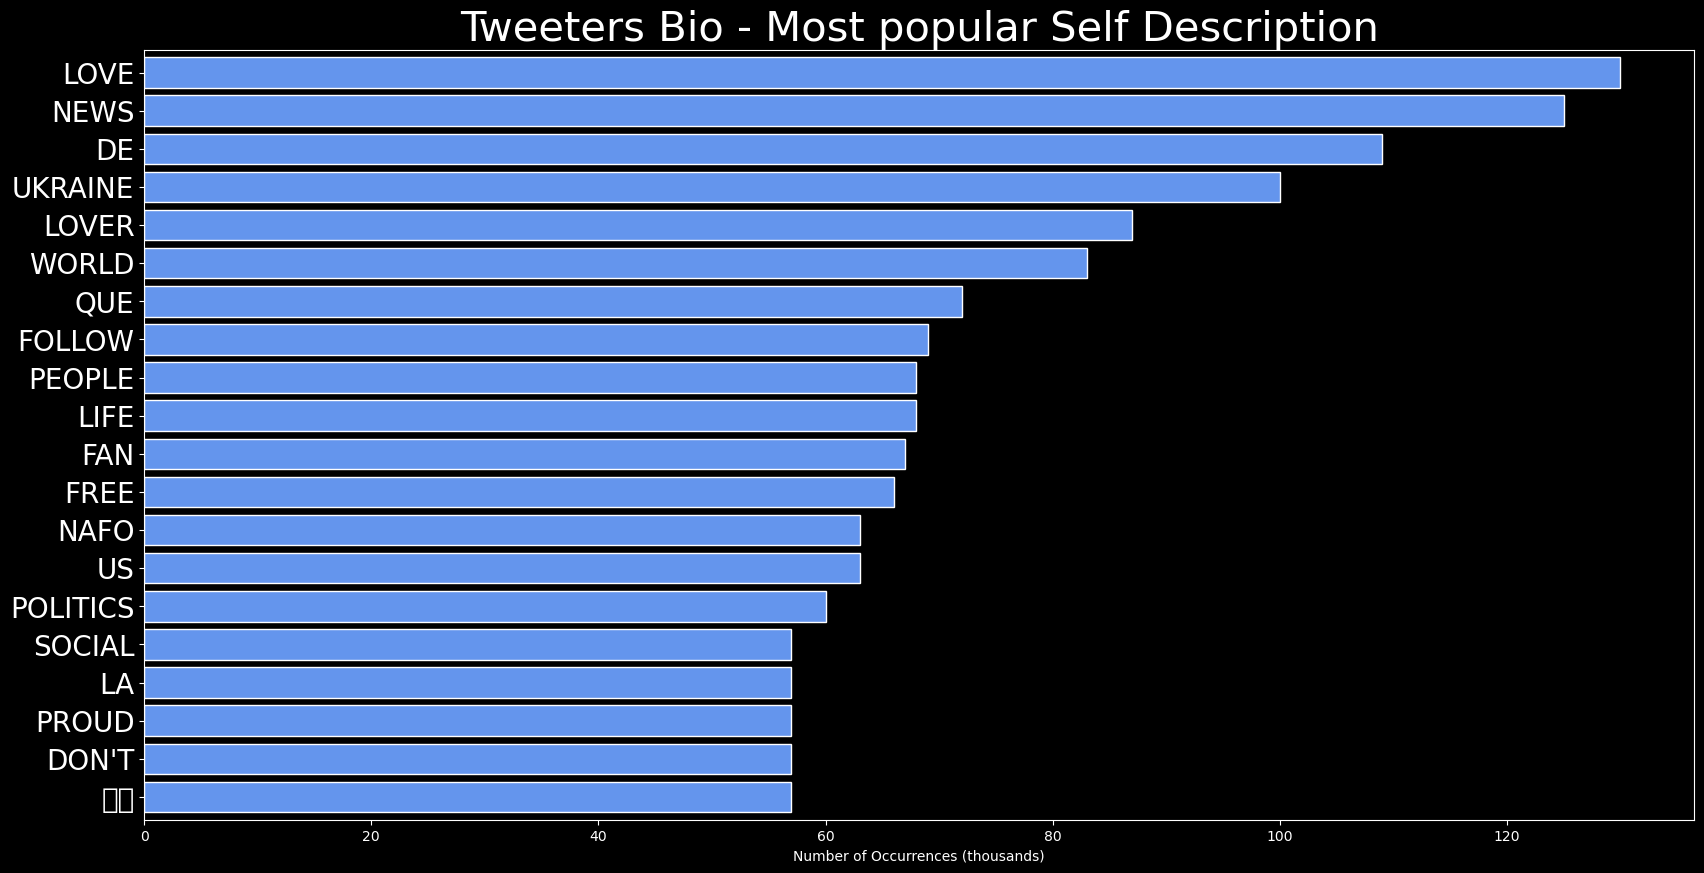 Tweeters Bio - Most popular Self Description
LOVE
NEWS
DE
UKRAINE
LOVER
WORLD
QUE
FOLLOW
PEOPLE
LIFE
FAN
FREE
NAFO
US
POLITICS
SOCIAL
LA
PROUD
DON'T
0 20 40 60 80 100 120
Number of Occurrences (thousands)